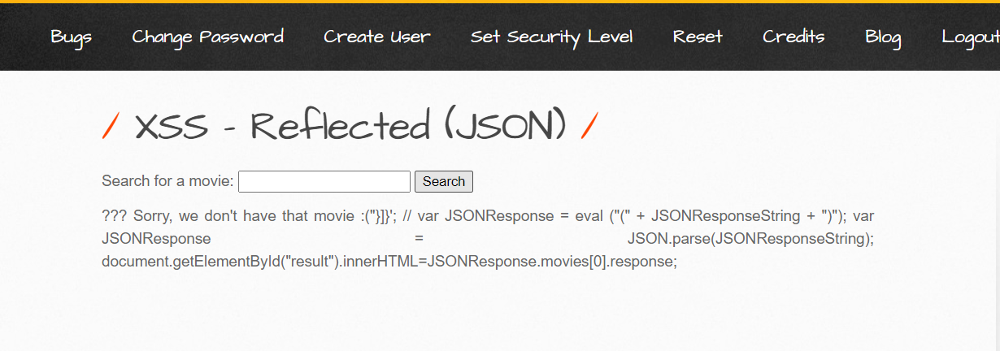 Bugs Change Password Create User Set Security Level Reset Credits Blog Logout
/ XSS - Reflected (JSON) /
Search for a movie: Search
??? Sorry, we don't have that movie :("}]}'; // var JSONResponse = eval ("(" + JSONResponseString + ")"); var
JSONResponse = JSON.parse(JSONResponseString);
document.getElementById("result").innerHTML=JSONResponse.movies[0].response;